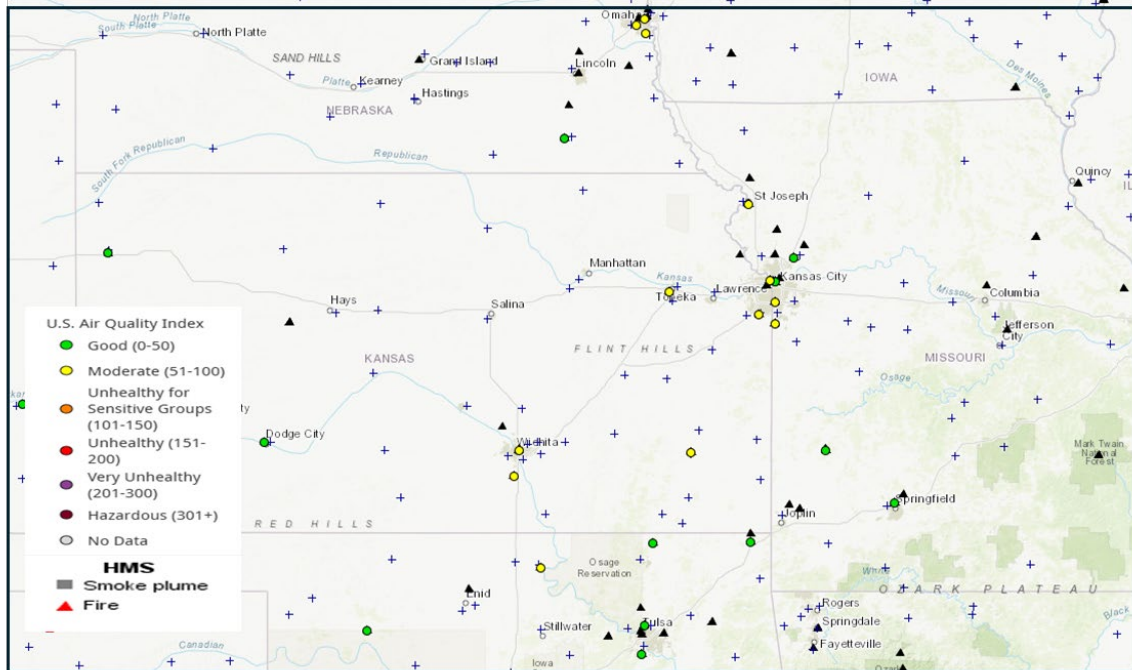 Omaha
North Platte
South Platte
North Platte
SAND HILLS
Grand Island
Lincoln
IOWA
Des Moines
Platte
Kearney
NEBRASKA
Hastings
South Fork Republican
Republican
Quincy
IL
St Joseph
Manhattan
Kansas
Kansas City
Topeka
Lawrence
Missouri
Columbia
Hays
Salina
Jefferson
City
U.S. Air Quality Index
Good (0-50)
Moderate (51-100)
Unhealthy for
Sensitive Groups
(101-150)
Unhealthy (151-
200)
Very Unhealthy
(201-300)
Hazardous (301+)
No Data
HMS
Smoke plume
Fire
KANSAS
FLINT HILLS
MISSOURI
Osage
Dodge City
Wichita
Mark Twain
National
Forest
RED HILLS
Joplin
Springfield
Osage
Reservation
White
OZARK PLATEAU
Enid
Rogers
Stillwater
Tulsa
Springdale
Fayetteville
Black
Canadian
Iowa